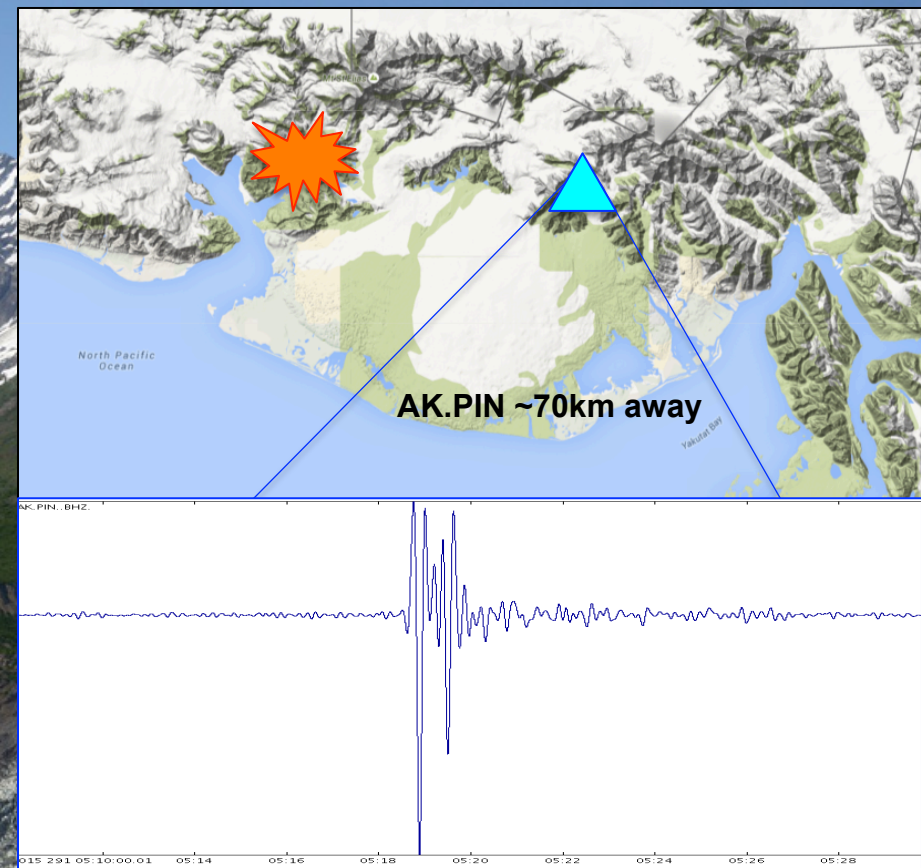 North Pacific
Ocean
AK.PIN ~70km away
Yakutat Bay
AK.PIN..BHZ.
015 291 05:10:00.01 05:14 05:16 05:18 05:20 05:22 05:24 05:26 05:28